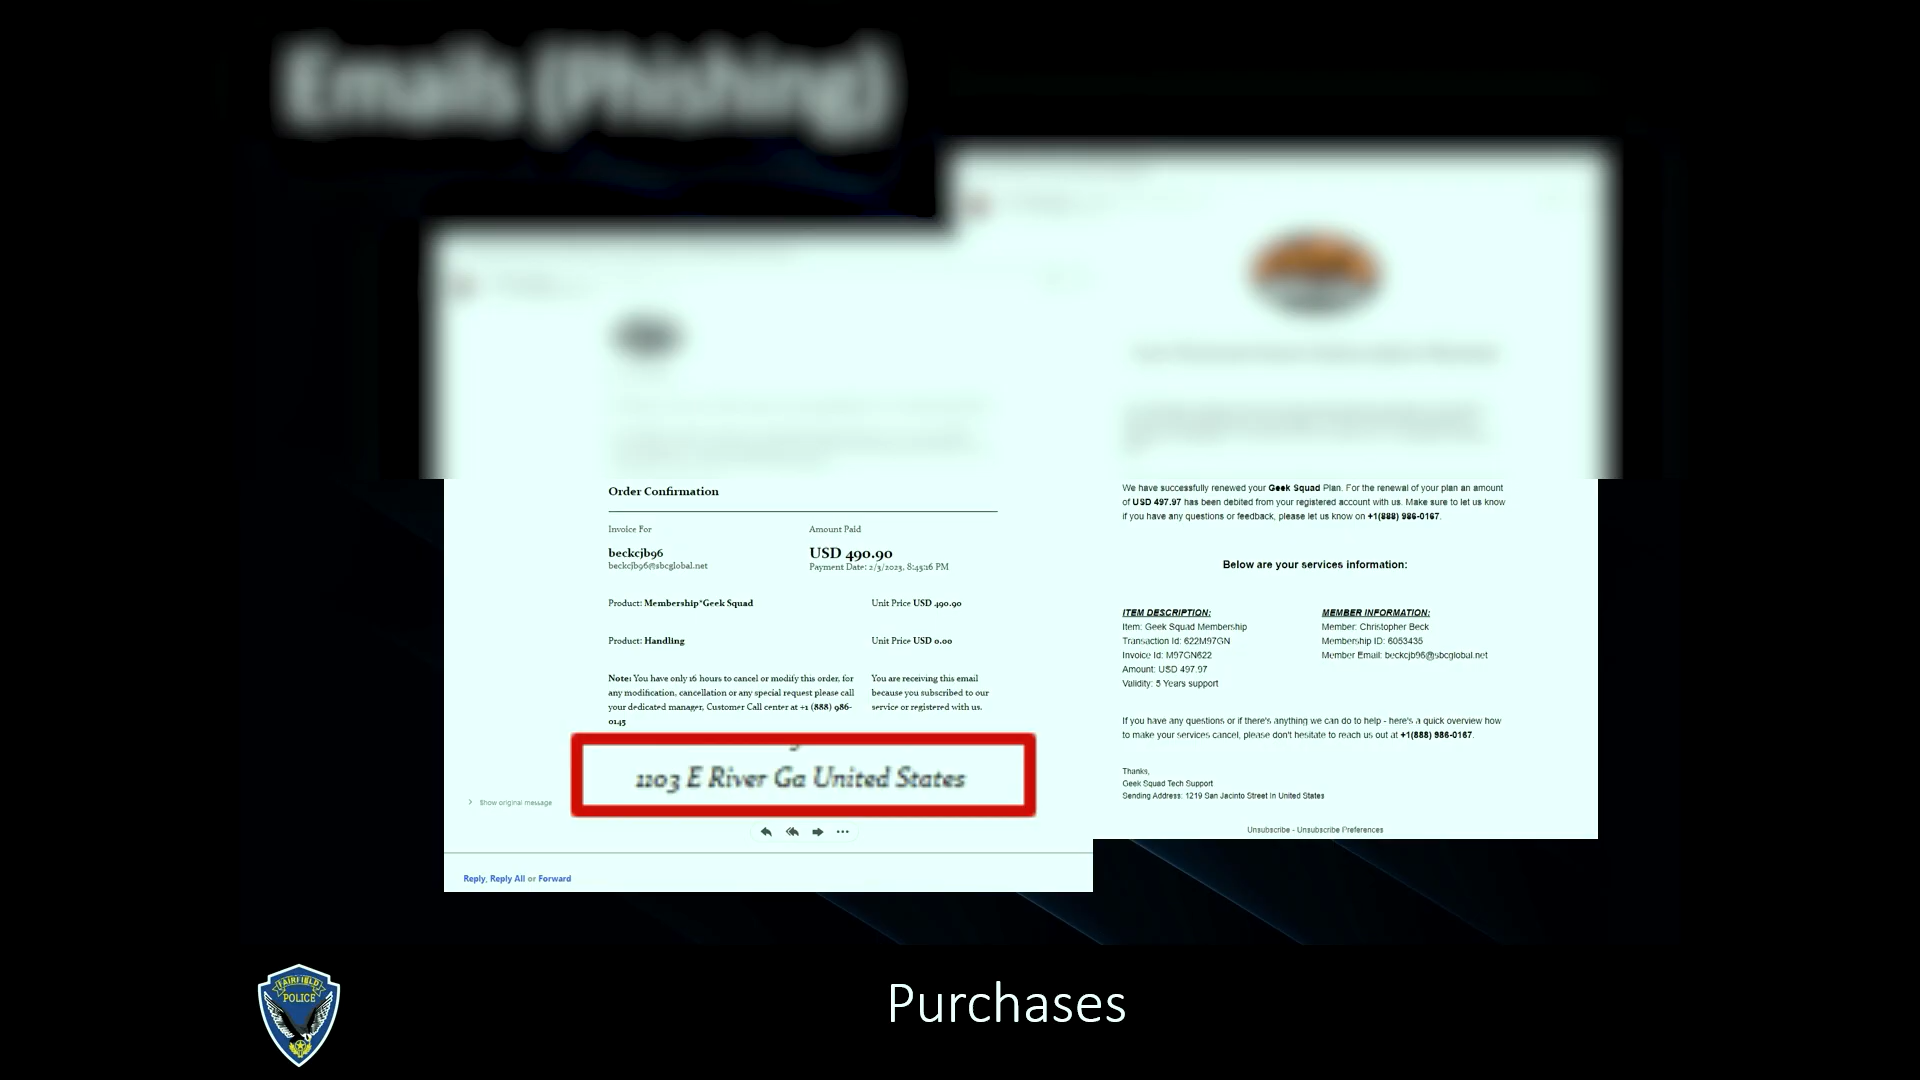 Emails (Phishing)
Order Confirmation
Invoice For
Amount Paid
beckcjb96
USD 490.90
beckcjb96@sbcglobal.net
Payment Date: 2/3/2023, 8:45:16 PM
Product: Membership*Geek Squad
Unit Price USD 490.90
Product: Handling
Unit Price USD 0.00
Note: You have only 16 hours to cancel or modify this order, for
any modification, cancellation or any special request please call
your dedicated manager, Customer Call center at +1 (888) 986-
0145
You are receiving this email
because you subscribed to our
service or registered with us.
1103 E River Ga United States
Show original message
Reply, Reply All or Forward
We have successfully renewed your Geek Squad Plan. For the renewal of your plan an amount
of USD 497.97 has been debited from your registered account with us. Make sure to let us know
if you have any questions or feedback, please let us know on +1(888) 986-0167.
Below are your services information:
ITEM DESCRIPTION:
Item: Geek Squad Membership
Transaction Id: 622M97GN
Invoice Id: M97GN622
Amount: USD 497.97
Validity: 5 Years support
MEMBER INFORMATION:
Member: Christopher Beck
Membership ID: 6053435
Member Email: beckcjb96@sbcglobal.net
If you have any questions or if there's anything we can do to help - here's a quick overview how
to make your services cancel, please don't hesitate to reach us out at +1(888) 986-0167.
Thanks,
Geek Squad Tech Support
Sending Address: 1219 San Jacinto Street In United States
Unsubscribe - Unsubscribe Preferences
FAIRFIELD
POLICE
Purchases